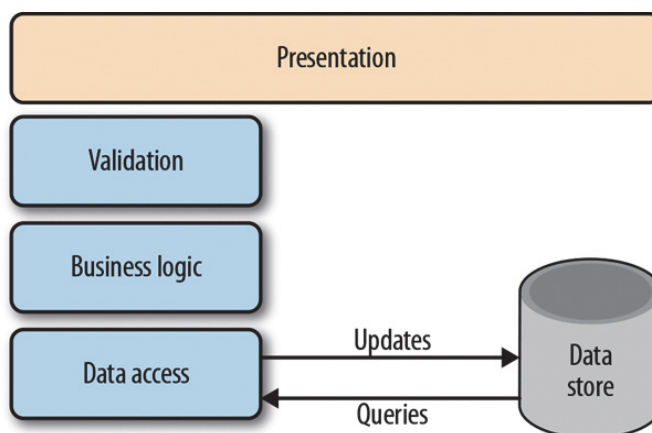 Presentation
Validation
Business logic
Data access
Updates
Queries
Data
store